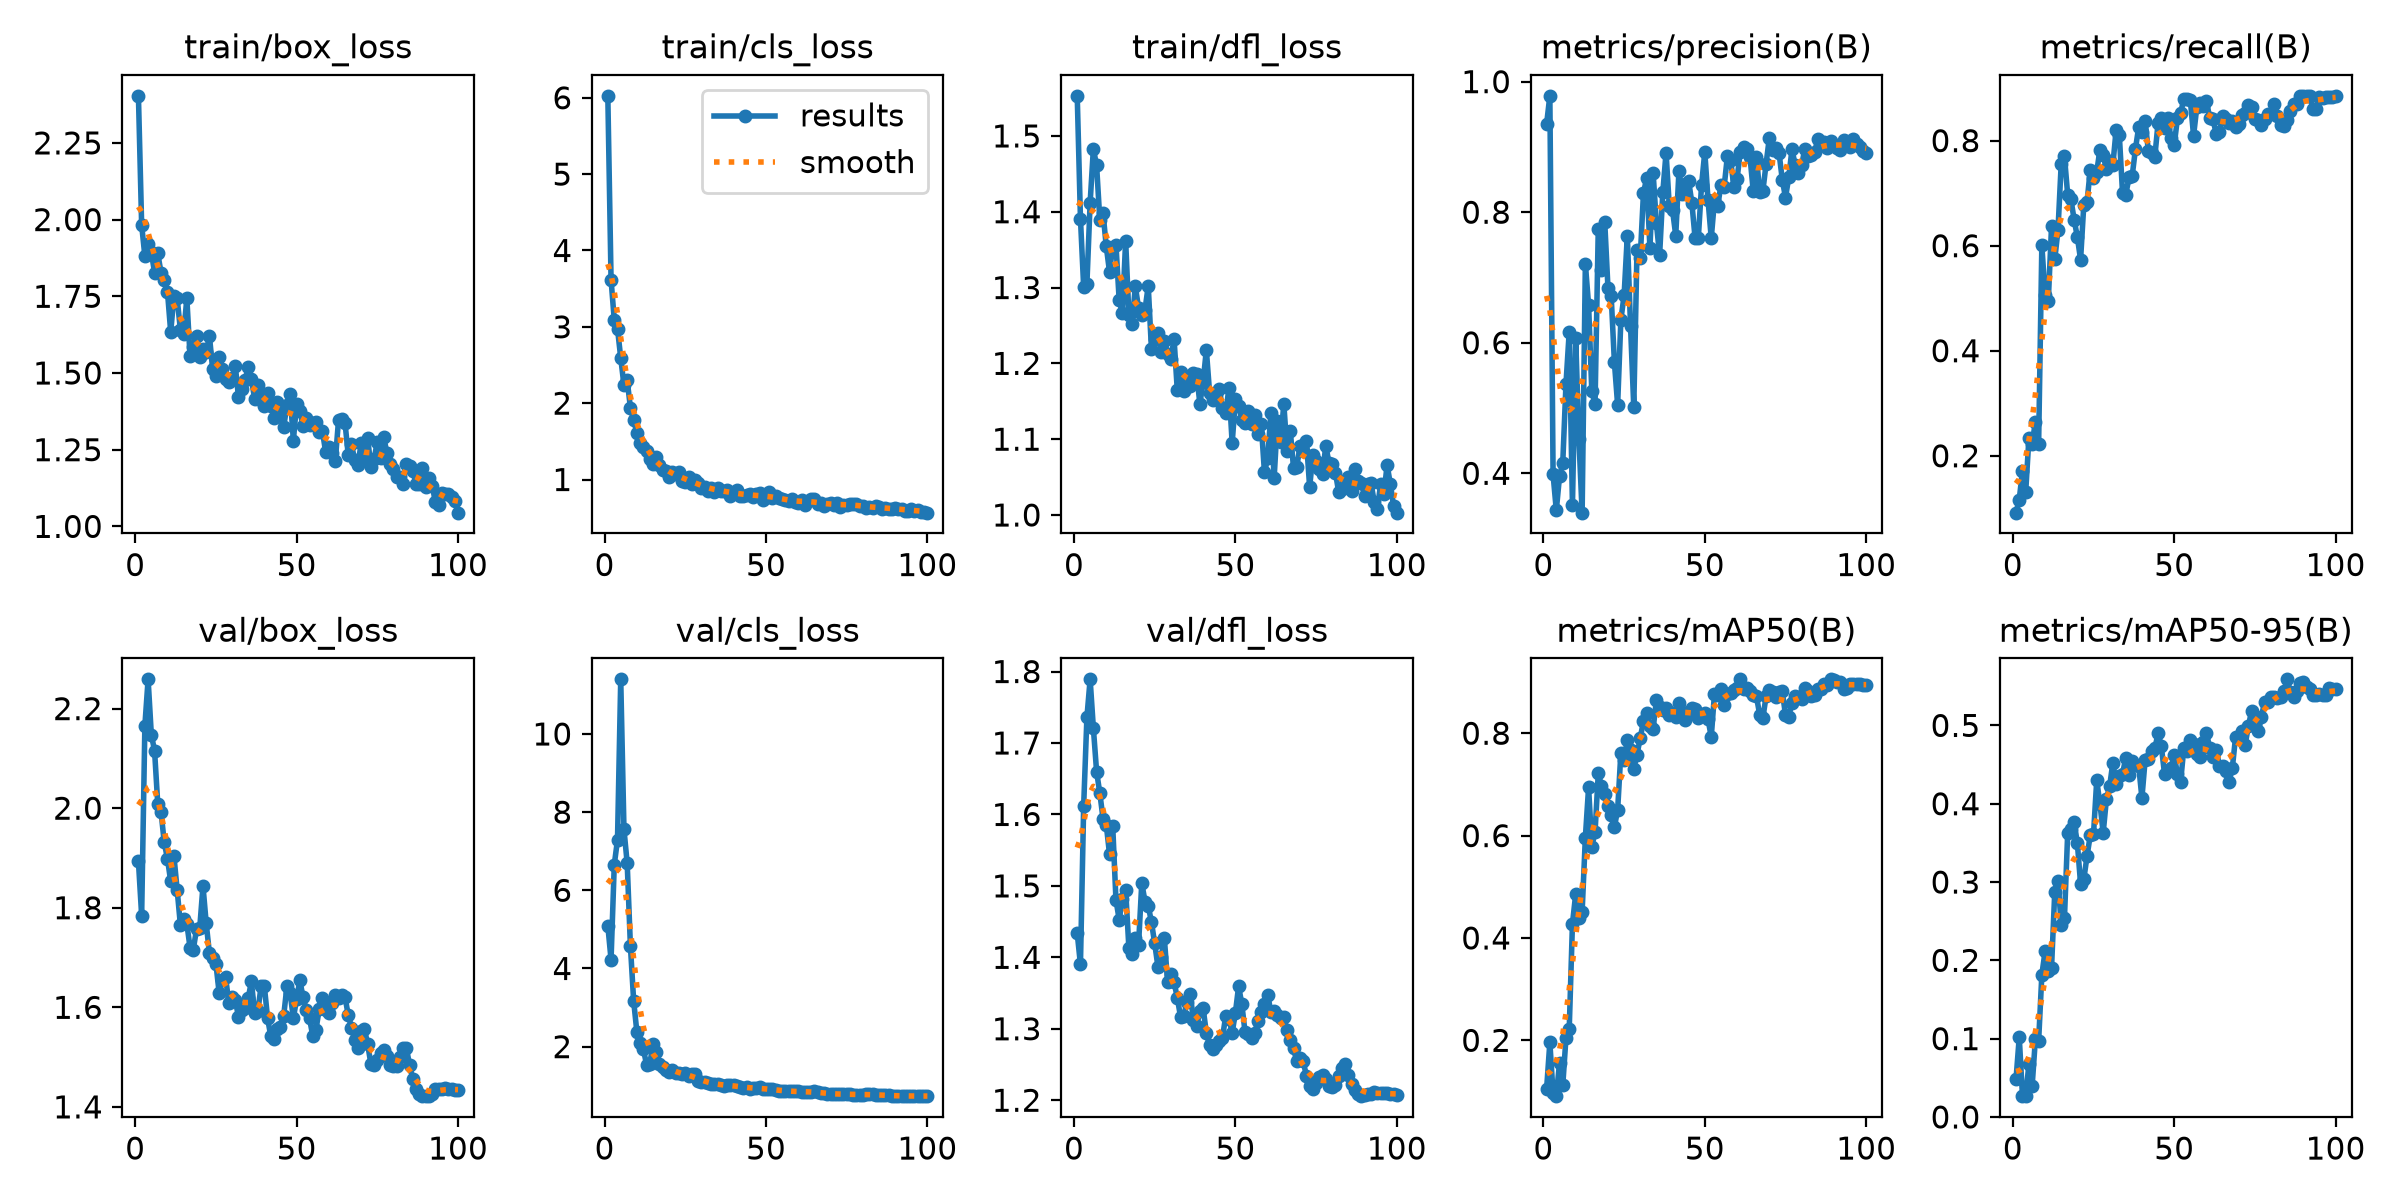 train/box_loss
2.25
2.00
1.75
1.50
1.25
1.00
0 50 100
train/cls_loss
results
smooth
6
5
4
3
2
1
0 50 100
train/dfl_loss
1.5
1.4
1.3
1.2
1.1
1.0
0 50 100
metrics/precision(B)
1.0
0.8
0.6
0.4
0 50 100
metrics/recall(B)
0.8
0.6
0.4
0.2
0 50 100
val/box_loss
2.2
2.0
1.8
1.6
1.4
0 50 100
val/cls_loss
10
8
6
4
2
0 50 100
val/dfl_loss
1.8
1.7
1.6
1.5
1.4
1.3
1.2
0 50 100
metrics/mAP50(B)
0.8
0.6
0.4
0.2
0 50 100
metrics/mAP50-95(B)
0.5
0.4
0.3
0.2
0.1
0.0
0 50 100